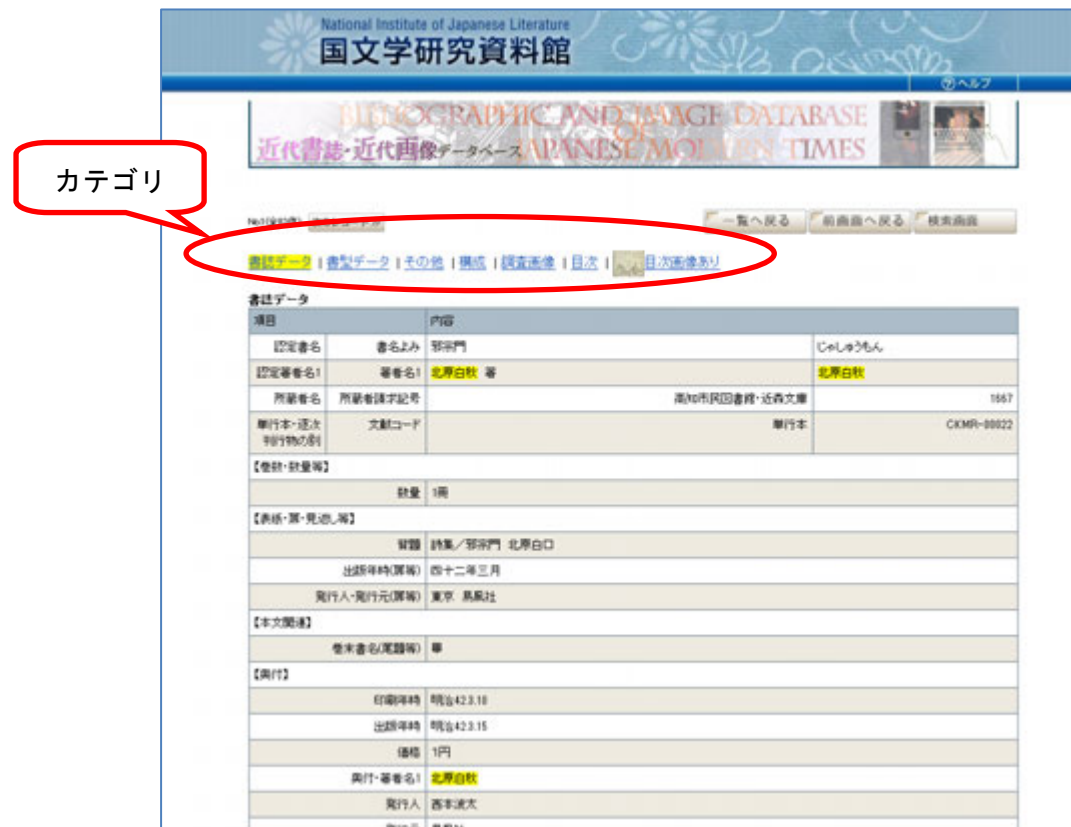 National Institute of Japanese Literature
国文学研究資料館
ヘルプ
BIBLIOGRAPHIC AND IMAGE DATABASE
OF
近代書誌・近代画像データベース JAPANESE MODERN TIMES
カテゴリ
一覧へ戻る 前画面へ戻る 検索画面
書誌データ | 書型データ | その他 | 構成 | 調査画像 | 目次 | 目次画像あり
書誌データ
項目 内容
認定書名 書名よみ 邪宗門 じゃしゅうもん
認定著者名1 著者名1 北原白秋 著 北原白秋
所蔵者名 所蔵者請求記号 高知市民図書館・近森文庫 1667
単行本・逐次刊行物の別 文献コード 単行本 CKMR-00022
【巻数・数量等】
数量 1冊
【表紙・扉・見返し等】
背題 詩集／邪宗門 北原白口
出版年時(扉等) 四十二年三月
発行人・発行元(扉等) 東京 易風社
【本文関連】
巻末書名(尾題等) 畢
【奥付】
印刷年時 明治42.3.10
出版年時 明治42.3.15
価格 1円
奥付・著者名1 北原白秋
発行人 西本波太